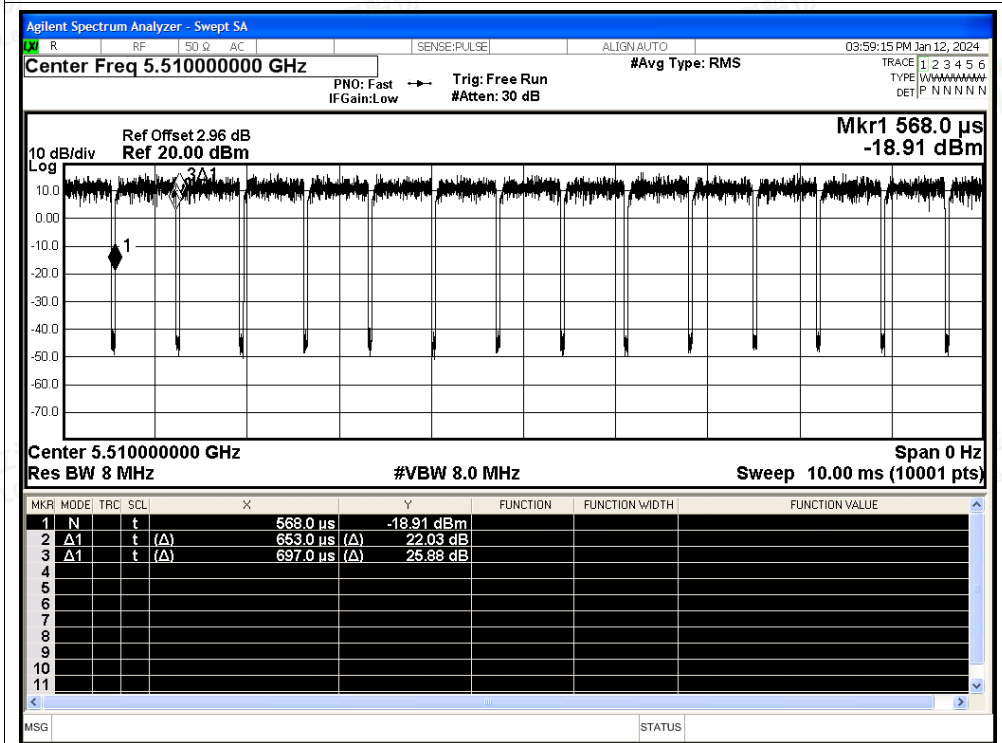 Agilent Spectrum Analyzer - Swept SA
LXI R RF 50 Ω AC SENSE:PULSE ALIGN AUTO 03:59:15 PM Jan 12, 2024
Center Freq 5.510000000 GHz #Avg Type: RMS TRACE 1 2 3 4 5 6
PNO: Fast Trig: Free Run TYPE W
IFGain:Low #Atten: 30 dB DET P N N N N N
Mkr1 568.0 µs
-18.91 dBm
Ref Offset 2.96 dB
10 dB/div Ref 20.00 dBm
Log
3Δ1
10.0
0.00
-10.0
1
-20.0
-30.0
-40.0
-50.0
-60.0
-70.0
Center 5.510000000 GHz Span 0 Hz
Res BW 8 MHz #VBW 8.0 MHz Sweep 10.00 ms (10001 pts)
MKR MODE TRC SCL X Y FUNCTION FUNCTION WIDTH FUNCTION VALUE
1 N t 568.0 µs -18.91 dBm
2 Δ1 t (Δ) 653.0 µs (Δ) 22.03 dB
3 Δ1 t (Δ) 697.0 µs (Δ) 25.88 dB
4
5
6
7
8
9
10
11
MSG STATUS